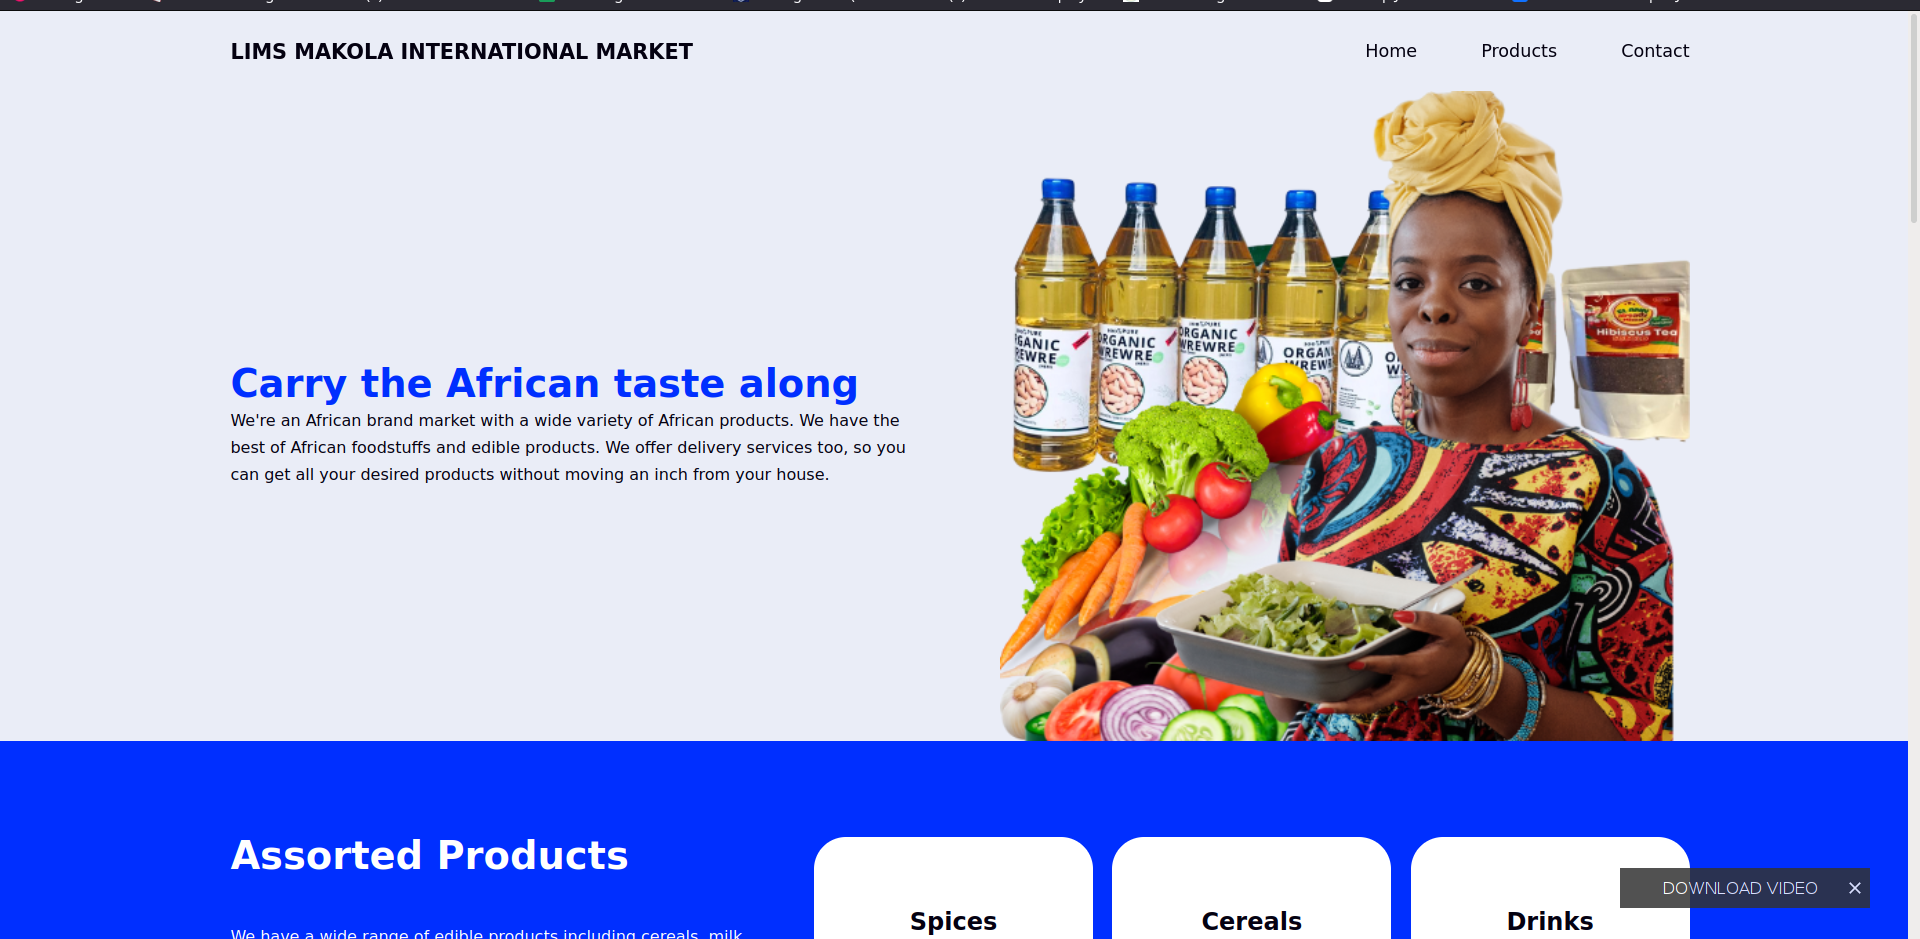 LIMS MAKOLA INTERNATIONAL MARKET
Home Products Contact
Carry the African taste along
We're an African brand market with a wide variety of African products. We have the
best of African foodstuffs and edible products. We offer delivery services too, so you
can get all your desired products without moving an inch from your house.
ORGANIC
WREWRE
ORGANIC
Hibiscus Tea
Assorted Products
We have a wide range of edible products including cereals, milk
Spices
Cereals
Drinks
DOWNLOAD VIDEO